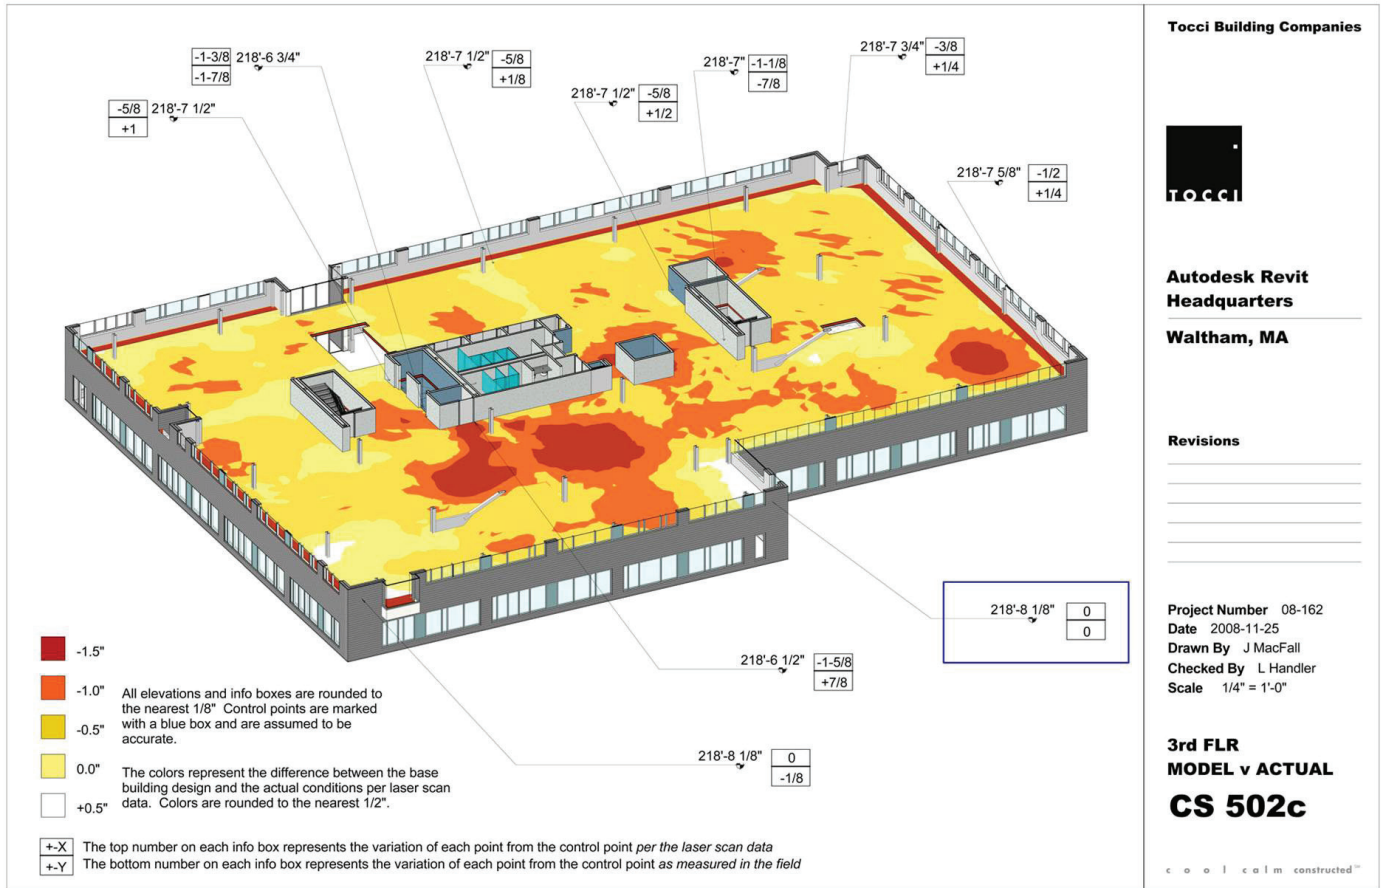 -1-3/8 218'-6 3/4"
-1-7/8
218'-7 1/2" -5/8
+1/8
218'-7" -1-1/8
-7/8
218'-7 3/4" -3/8
+1/4
-5/8 218'-7 1/2"
+1
218'-7 1/2" -5/8
+1/2
218'-7 5/8" -1/2
+1/4
218'-8 1/8" 0
0
218'-6 1/2" -1-5/8
+7/8
218'-8 1/8" 0
-1/8
-1.5"
-1.0"
-0.5"
0.0"
+0.5"
All elevations and info boxes are rounded to
the nearest 1/8" Control points are marked
with a blue box and are assumed to be
accurate.
The colors represent the difference between the base
building design and the actual conditions per laser scan
data. Colors are rounded to the nearest 1/2".
+-X The top number on each info box represents the variation of each point from the control point per the laser scan data
+-Y The bottom number on each info box represents the variation of each point from the control point as measured in the field
Tocci Building Companies
TOCCI
Autodesk Revit
Headquarters
Waltham, MA
Revisions
Project Number 08-162
Date 2008-11-25
Drawn By J MacFall
Checked By L Handler
Scale 1/4" = 1'-0"
3rd FLR
MODEL v ACTUAL
CS 502c
cool calm constructed™